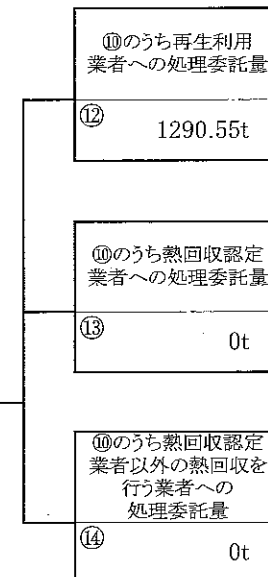 ⑩のうち再生利用
業者への処理委託量
⑫
1290.55t
⑩のうち熱回収認定
業者への処理委託量
⑬
0t
⑩のうち熱回収認定
業者以外の熱回収を
行う業者への
処理委託量
⑭
0t